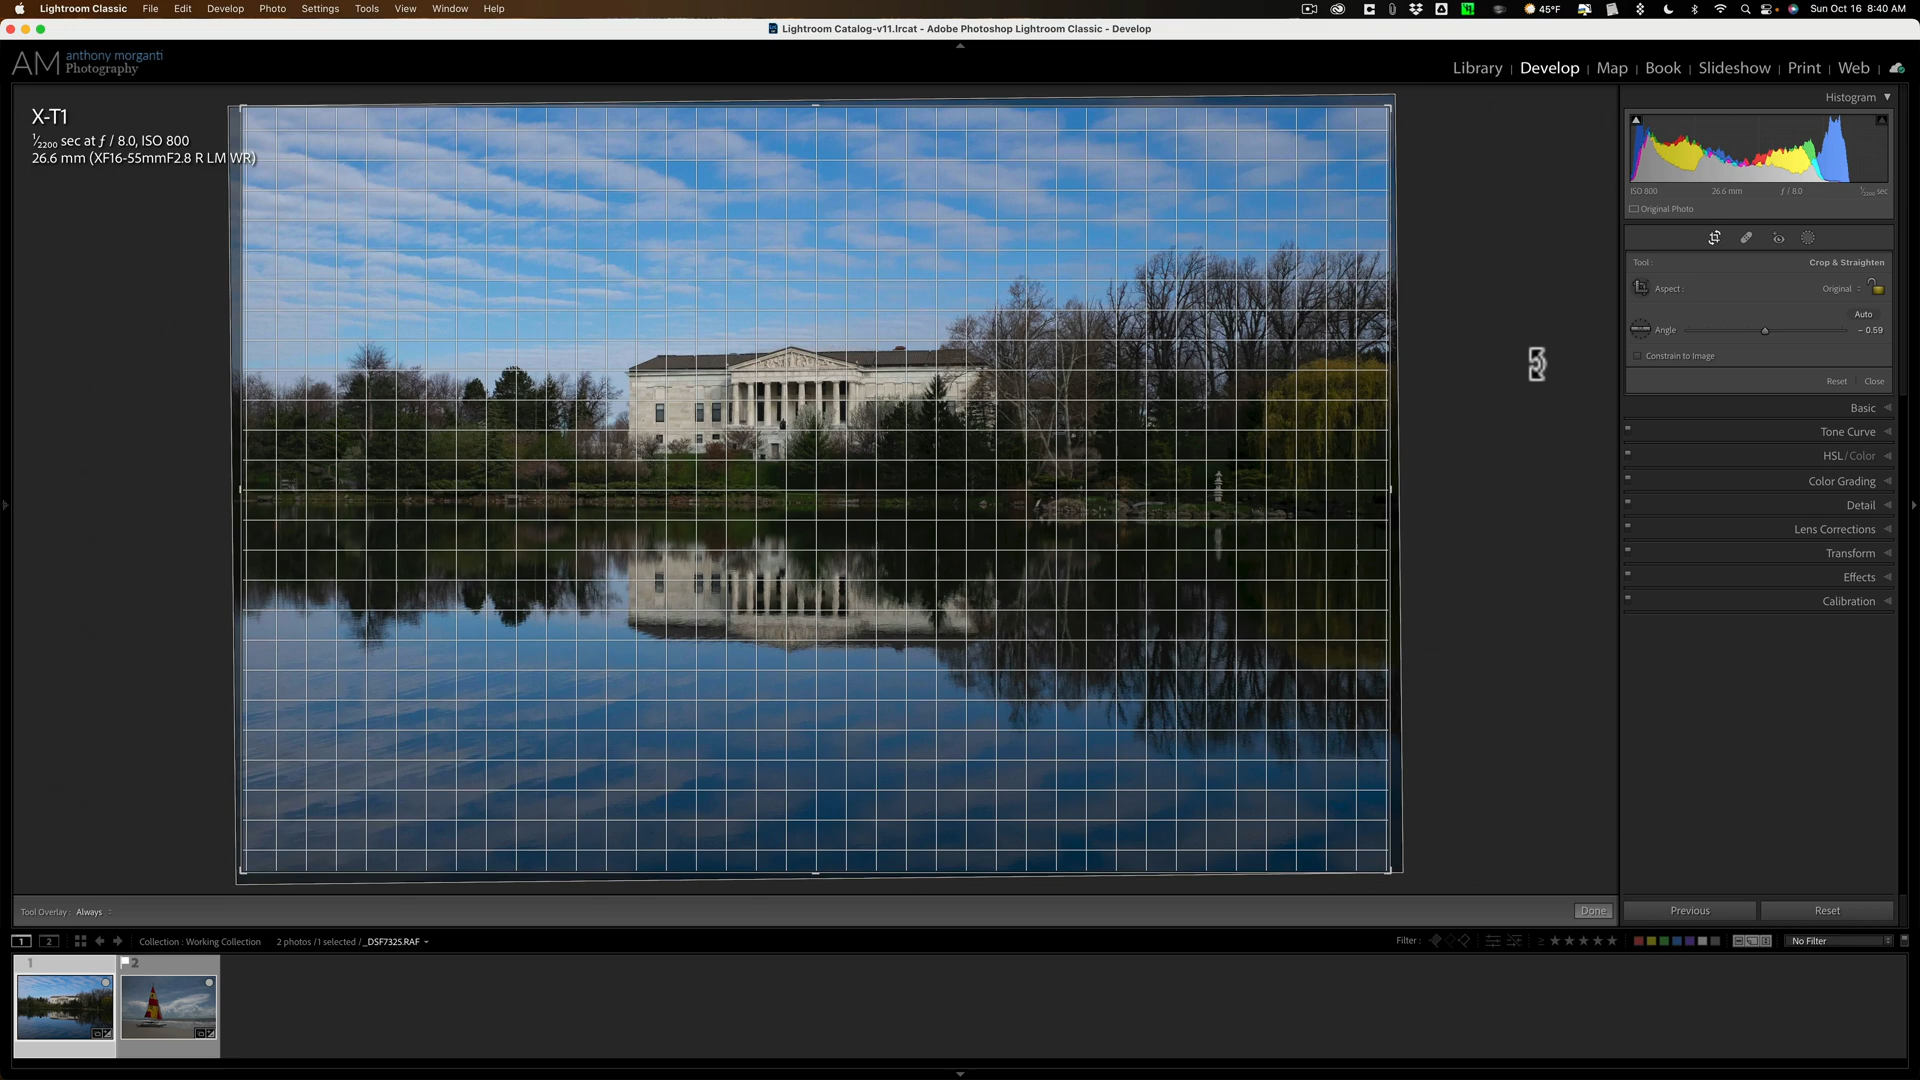 Lightroom Classic File Edit Develop Photo Settings Tools View Window Help 45°F Sun Oct 16 8:40 AM
Lightroom Catalog-v11.lrcat - Adobe Photoshop Lightroom Classic - Develop
AM anthony morganti
Photography
Library | Develop | Map | Book | Slideshow | Print | Web
Histogram
X-T1
1/2200 sec at ƒ / 8.0, ISO 800
26.6 mm (XF16-55mmF2.8 R LM WR)
ISO 800 26.6 mm ƒ / 8.0 1/2200 sec
Original Photo
Tool : Crop & Straighten
Aspect : Original
Auto
Angle - 0.59
Constrain to Image
Reset Close
Basic
Tone Curve
HSL / Color
Color Grading
Detail
Lens Corrections
Transform
Effects
Calibration
Tool Overlay : Always Done
Previous Reset
1 2 Collection : Working Collection 2 photos /1 selected / _DSF7325.RAF Filter : ≥ No Filter
1 2